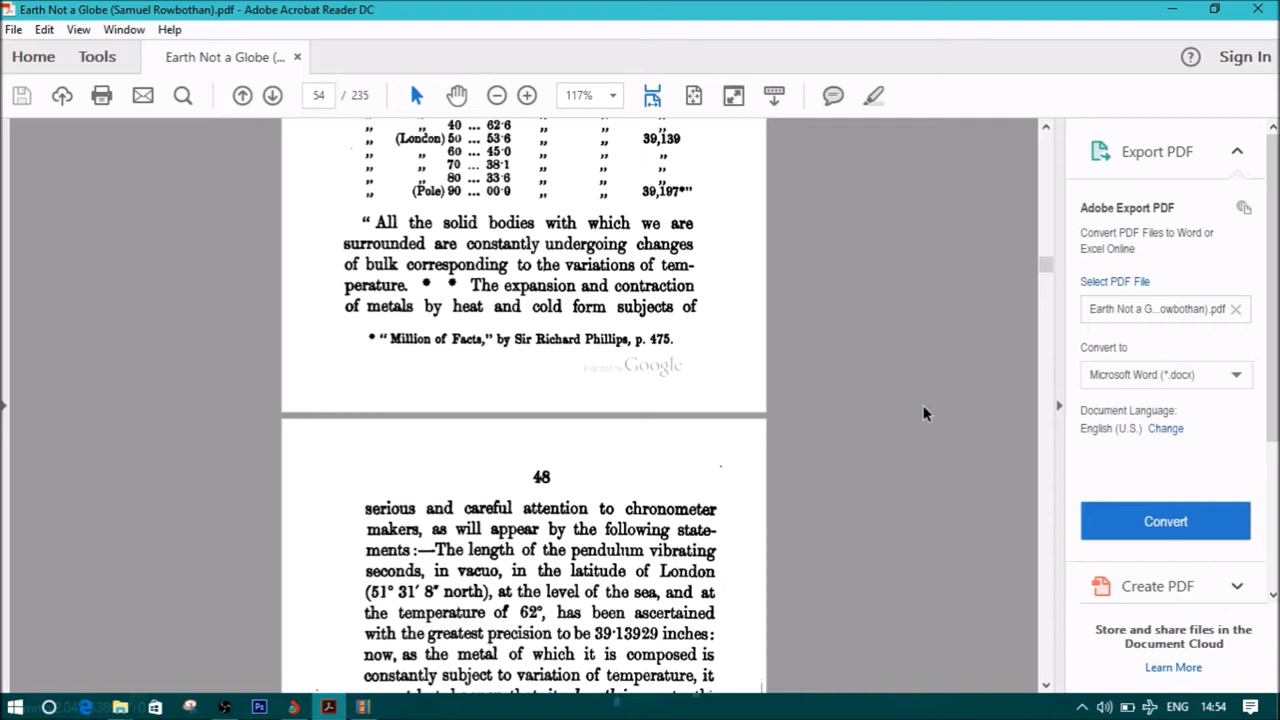 Earth Not a Globe (Samuel Rowbothan).pdf - Adobe Acrobat Reader DC
File Edit View Window Help
Home Tools Earth Not a Globe (... ×
Sign In
54 / 235
117%
„ „ 40 ... 62·6 „ „ „
„ (London) 50 ... 53·6 „ „ 39,139
„ „ 60 ... 45·0 „ „ „
„ „ 70 ... 38·1 „ „ „
„ „ 80 ... 33·6 „ „ „
„ (Pole) 90 ... 00·0 „ „ 39,197*"
" All the solid bodies with which we are
surrounded are constantly undergoing changes
of bulk corresponding to the variations of tem-
perature. * * The expansion and contraction
of metals by heat and cold form subjects of
* " Million of Facts," by Sir Richard Phillips, p. 475.
Google
48
serious and careful attention to chronometer
makers, as will appear by the following state-
ments :—The length of the pendulum vibrating
seconds, in vacuo, in the latitude of London
(51° 31′ 8″ north), at the level of the sea, and at
the temperature of 62°, has been ascertained
with the greatest precision to be 39·13929 inches:
now, as the metal of which it is composed is
constantly subject to variation of temperature, it
Export PDF
Adobe Export PDF
Convert PDF Files to Word or
Excel Online
Select PDF File
Earth Not a G...owbothan).pdf
Convert to
Microsoft Word (*.docx)
Document Language:
English (U.S.) Change
Convert
Create PDF
Store and share files in the
Document Cloud
Learn More
ENG 14:54